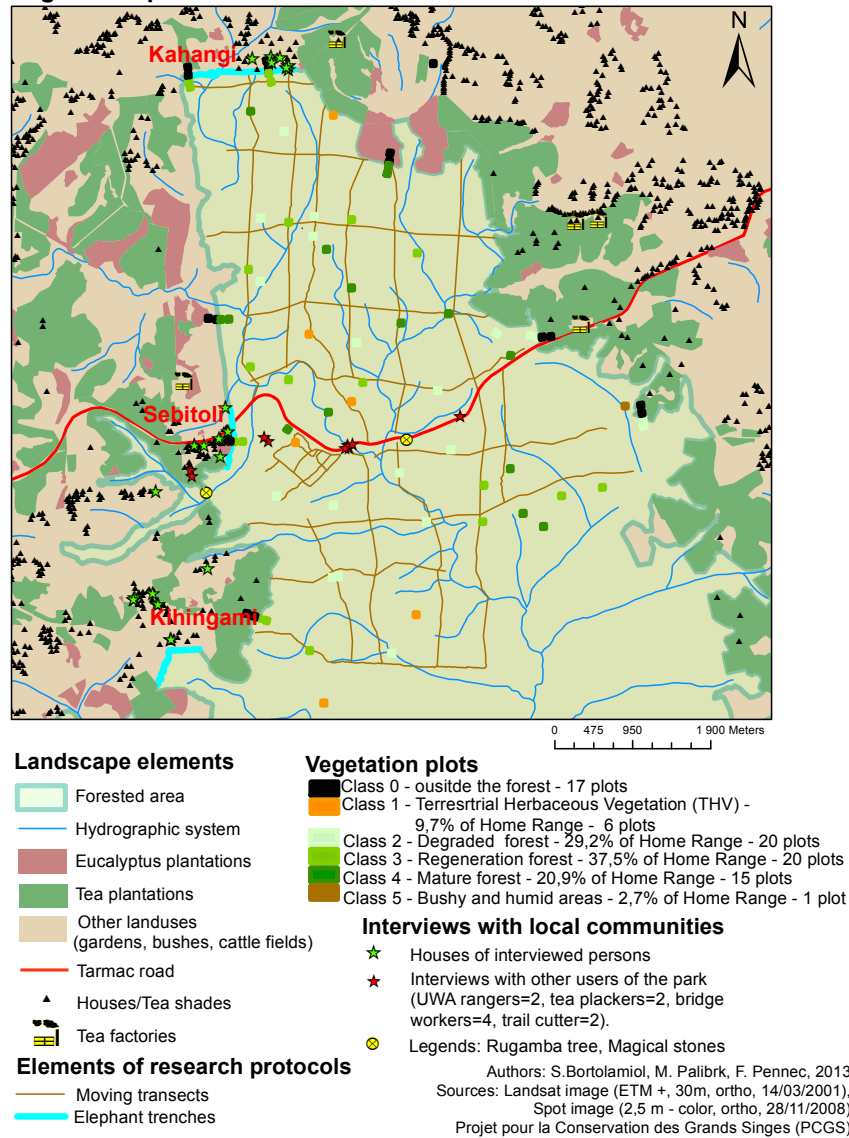 Kahangi
N
Sebitoli
Kihingami
0 475 950 1 900 Meters
Landscape elements
Forested area
Hydrographic system
Eucalyptus plantations
Tea plantations
Other landuses
(gardens, bushes, cattle fields)
Tarmac road
Houses/Tea shades
Tea factories
Elements of research protocols
Moving transects
Elephant trenches
Vegetation plots
Class 0 - ousitde the forest - 17 plots
Class 1 - Terresrtrial Herbaceous Vegetation (THV) -
9,7% of Home Range - 6 plots
Class 2 - Degraded forest - 29,2% of Home Range - 20 plots
Class 3 - Regeneration forest - 37,5% of Home Range - 20 plots
Class 4 - Mature forest - 20,9% of Home Range - 15 plots
Class 5 - Bushy and humid areas - 2,7% of Home Range - 1 plot
Interviews with local communities
Houses of interviewed persons
Interviews with other users of the park
(UWA rangers=2, tea plackers=2, bridge
workers=4, trail cutter=2).
Legends: Rugamba tree, Magical stones
Authors: S.Bortolamiol, M. Palibrk, F. Pennec, 2013
Sources: Landsat image (ETM +, 30m, ortho, 14/03/2001),
Spot image (2,5 m - color, ortho, 28/11/2008)
Projet pour la Conservation des Grands Singes (PCGS)